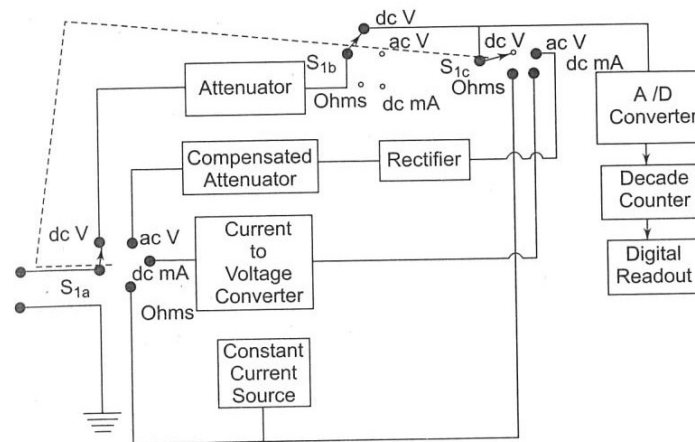 dc V
ac V
dc V
ac V
S1b
S1c
dc mA
Attenuator
Ohms
dc mA
Ohms
A /D
Converter
Compensated
Attenuator
Rectifier
Decade
Counter
dc V
ac V
Current
to
Voltage
Converter
dc mA
Digital
Readout
S1a
Ohms
Constant
Current
Source